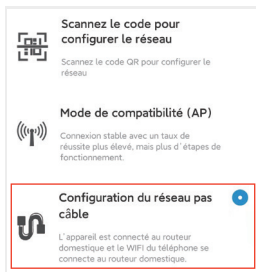 Scannez le code pour
configurer le réseau
Scannez le code QR pour configurer le
réseau
Mode de compatibilité (AP)
Connexion stable avec un taux de
réussite plus élevé, mais plus d'étapes de
fonctionnement.
Configuration du réseau pas
câble
L'appareil est connecté au routeur
domestique et le WIFI du téléphone se
connecte au routeur domestique.